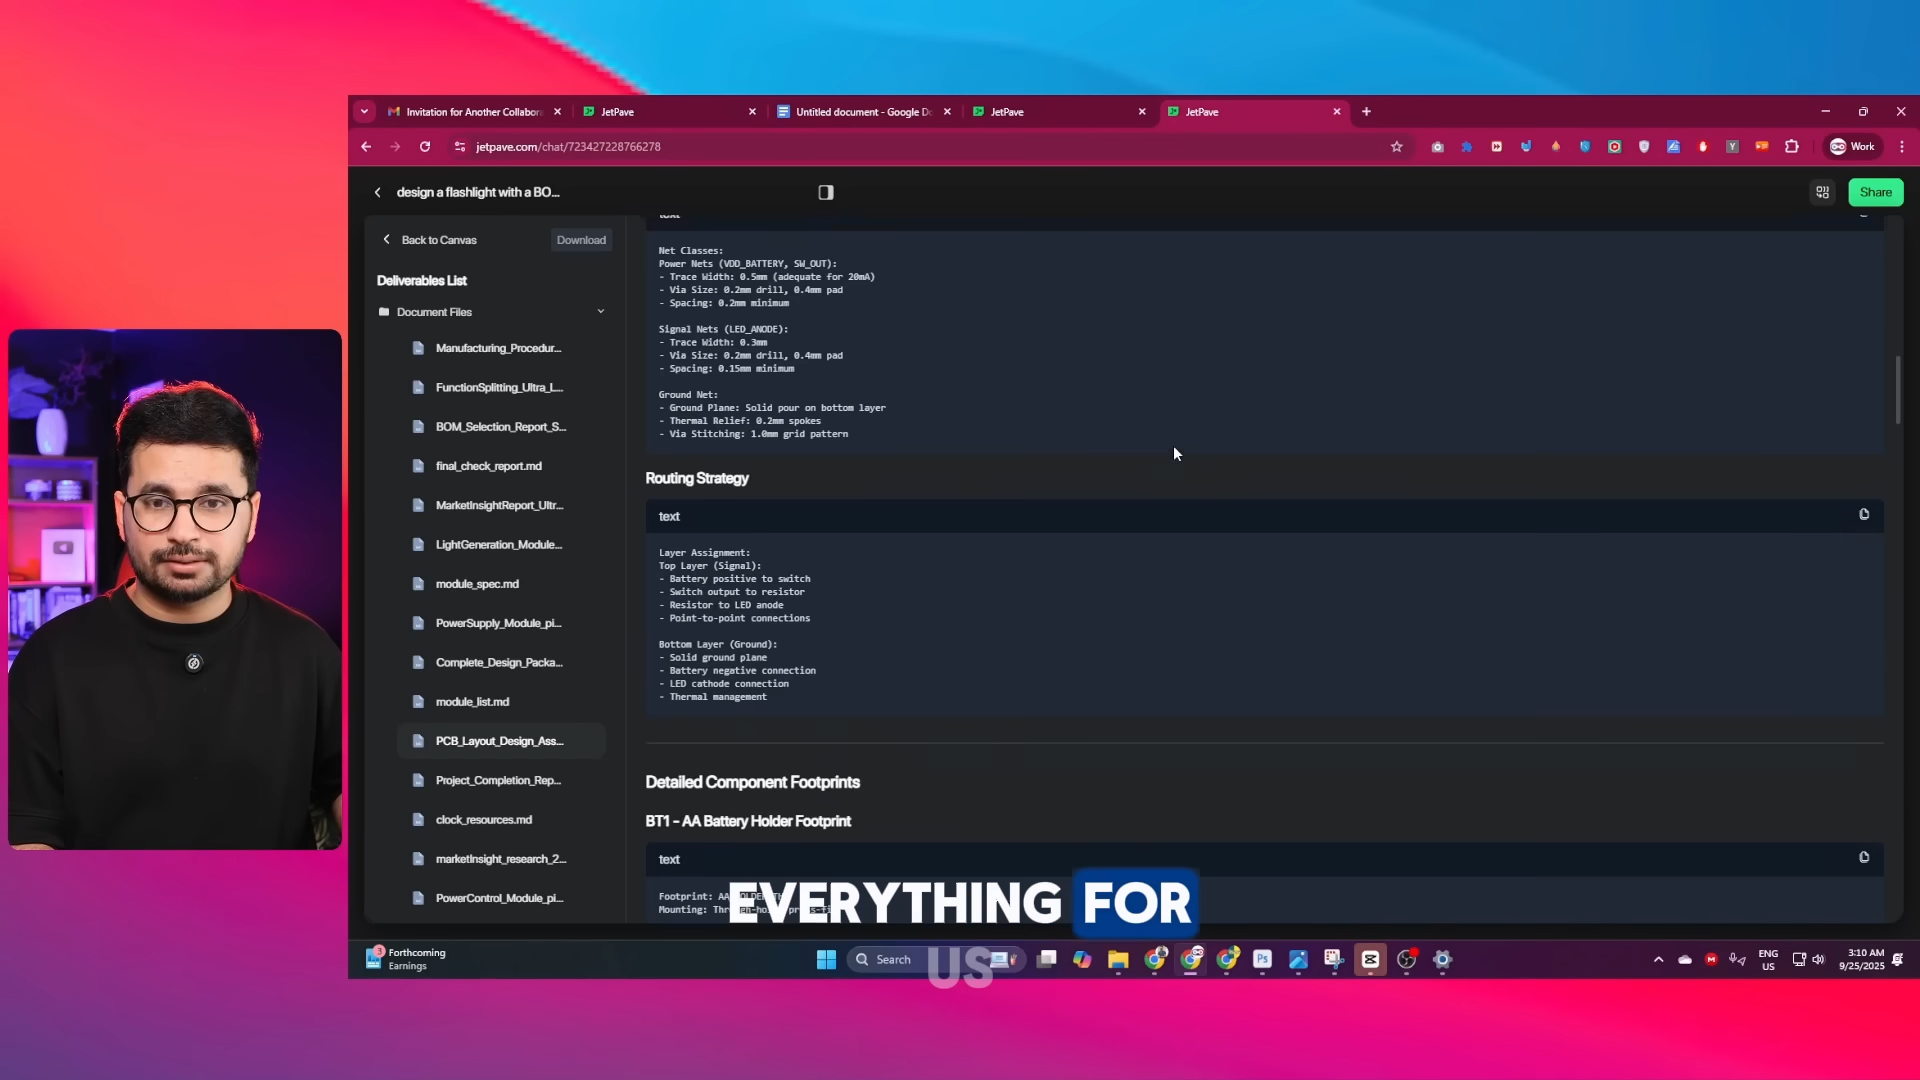 Invitation for Another Collabora
JetPave
Untitled document - Google Do
JetPave
JetPave
jetpave.com/chat/723427228766278
Work
design a flashlight with a BO...
Share
Back to Canvas
Download
Deliverables List
Document Files
Manufacturing_Procedur...
FunctionSplitting_Ultra_L...
BOM_Selection_Report_S...
final_check_report.md
MarketInsightReport_Ultr...
LightGeneration_Module...
module_spec.md
PowerSupply_Module_pi...
Complete_Design_Packa...
module_list.md
PCB_Layout_Design_Ass...
Project_Completion_Rep...
clock_resources.md
marketInsight_research_2...
PowerControl_Module_pi...
text
Net Classes:
Power Nets (VDD_BATTERY, SW_OUT):
- Trace Width: 0.5mm (adequate for 20mA)
- Via Size: 0.2mm drill, 0.4mm pad
- Spacing: 0.2mm minimum
Signal Nets (LED_ANODE):
- Trace Width: 0.3mm
- Via Size: 0.2mm drill, 0.4mm pad
- Spacing: 0.15mm minimum
Ground Net:
- Ground Plane: Solid pour on bottom layer
- Thermal Relief: 0.2mm spokes
- Via Stitching: 1.0mm grid pattern
Routing Strategy
text
Layer Assignment:
Top Layer (Signal):
- Battery positive to switch
- Switch output to resistor
- Resistor to LED anode
- Point-to-point connections
Bottom Layer (Ground):
- Solid ground plane
- Battery negative connection
- LED cathode connection
- Thermal management
Detailed Component Footprints
BT1 - AA Battery Holder Footprint
text
Footprint:
Mounting:
EVERYTHING FOR
US
Forthcoming
Earnings
Search
ENG
US
3:10 AM
9/25/2025